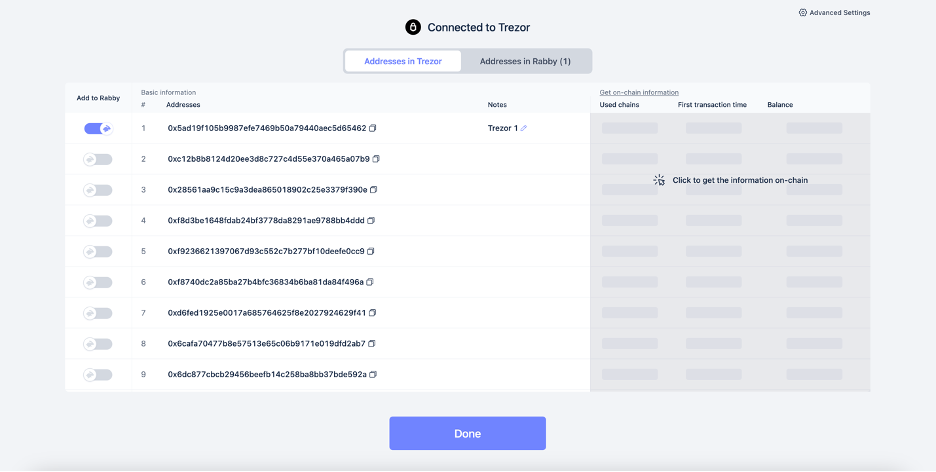 Advanced Settings
Connected to Trezor
Addresses in Trezor
Addresses in Rabby (1)
Add to Rabby
Basic information
Get on-chain information
# Addresses Notes Used chains First transaction time Balance
1 0x5ad19f105b9987efe7469b50a79440aec5d65462 Trezor 1
2 0xc12b8b8124d20ee3d8c727c4d55e370a465a07b9
Click to get the information on-chain
3 0x28561aa9c15c9a3dea865018902c25e3379f390e
4 0xf8d3be1648fdab24bf3778da8291ae9788bb4ddd
5 0xf9236621397067d93c552c7b277bf10deefe0cc9
6 0xf8740dc2a85ba27b4bfc36834b6ba81da84f496a
7 0xd6fed1925e0017a685764625f8e2027924629f41
8 0x6cafa70477b8e57513e65c06b9171e019dfd2ab7
9 0x6dc877cbcb29456beefb14c258ba8bb37bde592a
Done